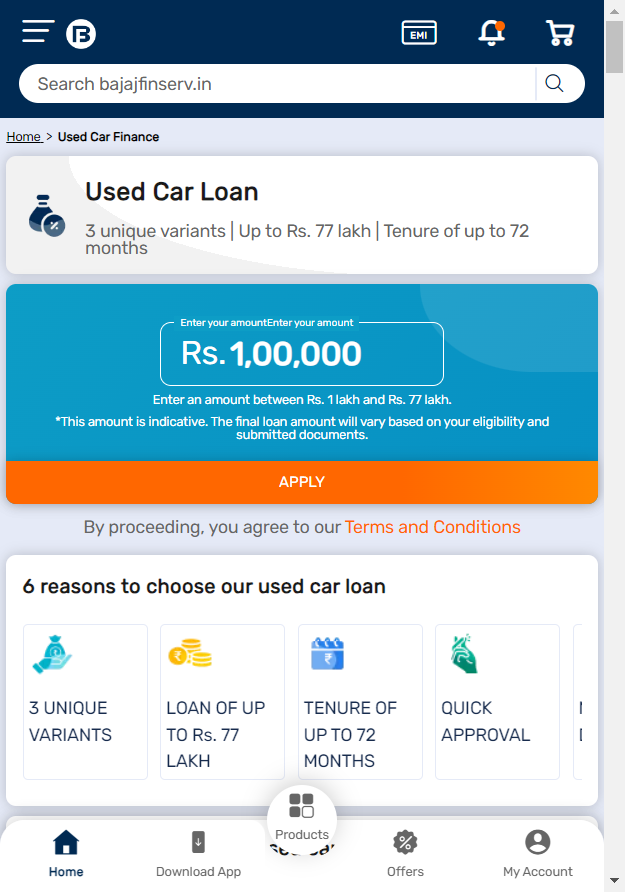 EMI
Search bajajfinserv.in
Home > Used Car Finance
Used Car Loan
3 unique variants | Up to Rs. 77 lakh | Tenure of up to 72
months
Enter your amountEnter your amount
Rs. 1,00,000
Enter an amount between Rs. 1 lakh and Rs. 77 lakh.
*This amount is indicative. The final loan amount will vary based on your eligibility and
submitted documents.
APPLY
By proceeding, you agree to our Terms and Conditions
6 reasons to choose our used car loan
3 UNIQUE
VARIANTS
LOAN OF UP
TO Rs. 77
LAKH
TENURE OF
UP TO 72
MONTHS
QUICK
APPROVAL
Products
Home
Download App
Offers
My Account